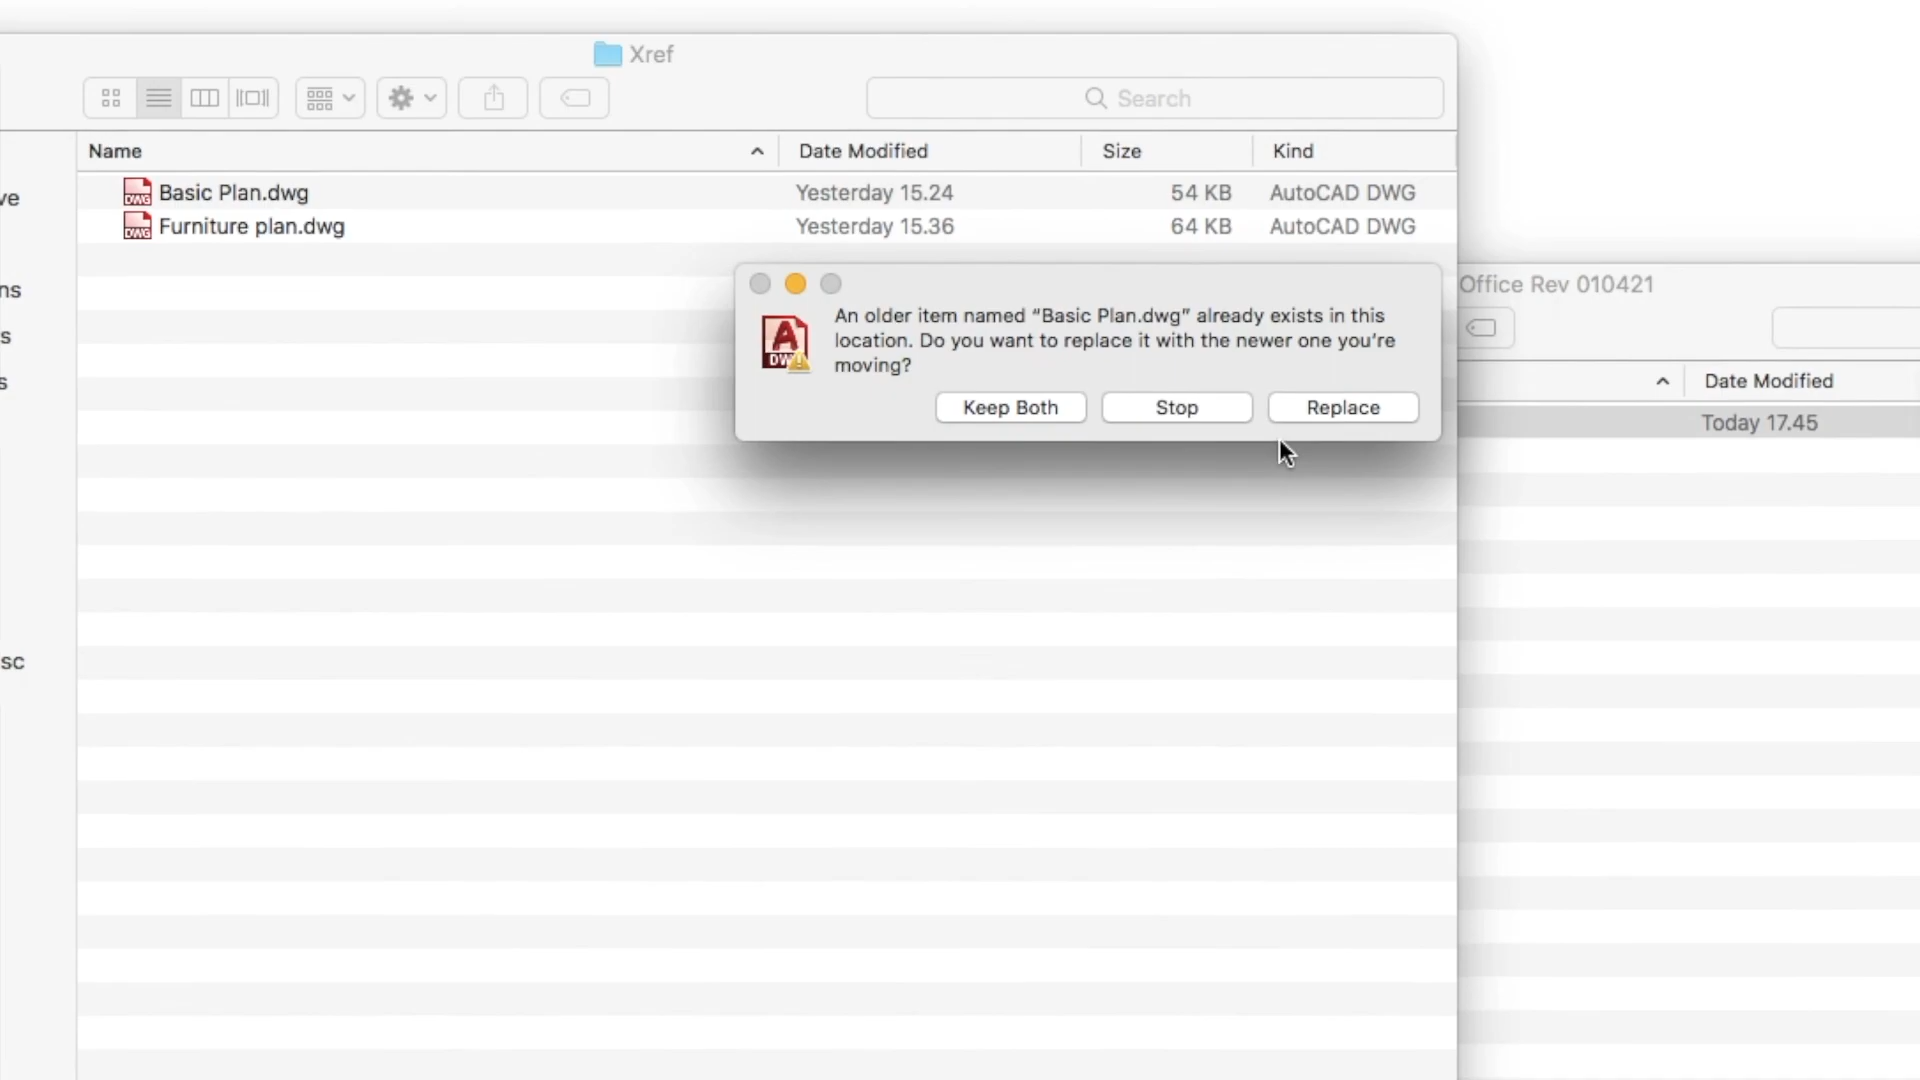 Xref
Search
Name
Date Modified
Size
Kind
Basic Plan.dwg
Yesterday 15.24
54 KB
AutoCAD DWG
Furniture plan.dwg
Yesterday 15.36
64 KB
AutoCAD DWG
An older item named “Basic Plan.dwg” already exists in this
location. Do you want to replace it with the newer one you’re
moving?
Keep Both
Stop
Replace
Office Rev 010421
Date Modified
Today 17.45
ve
ns
s
s
sc